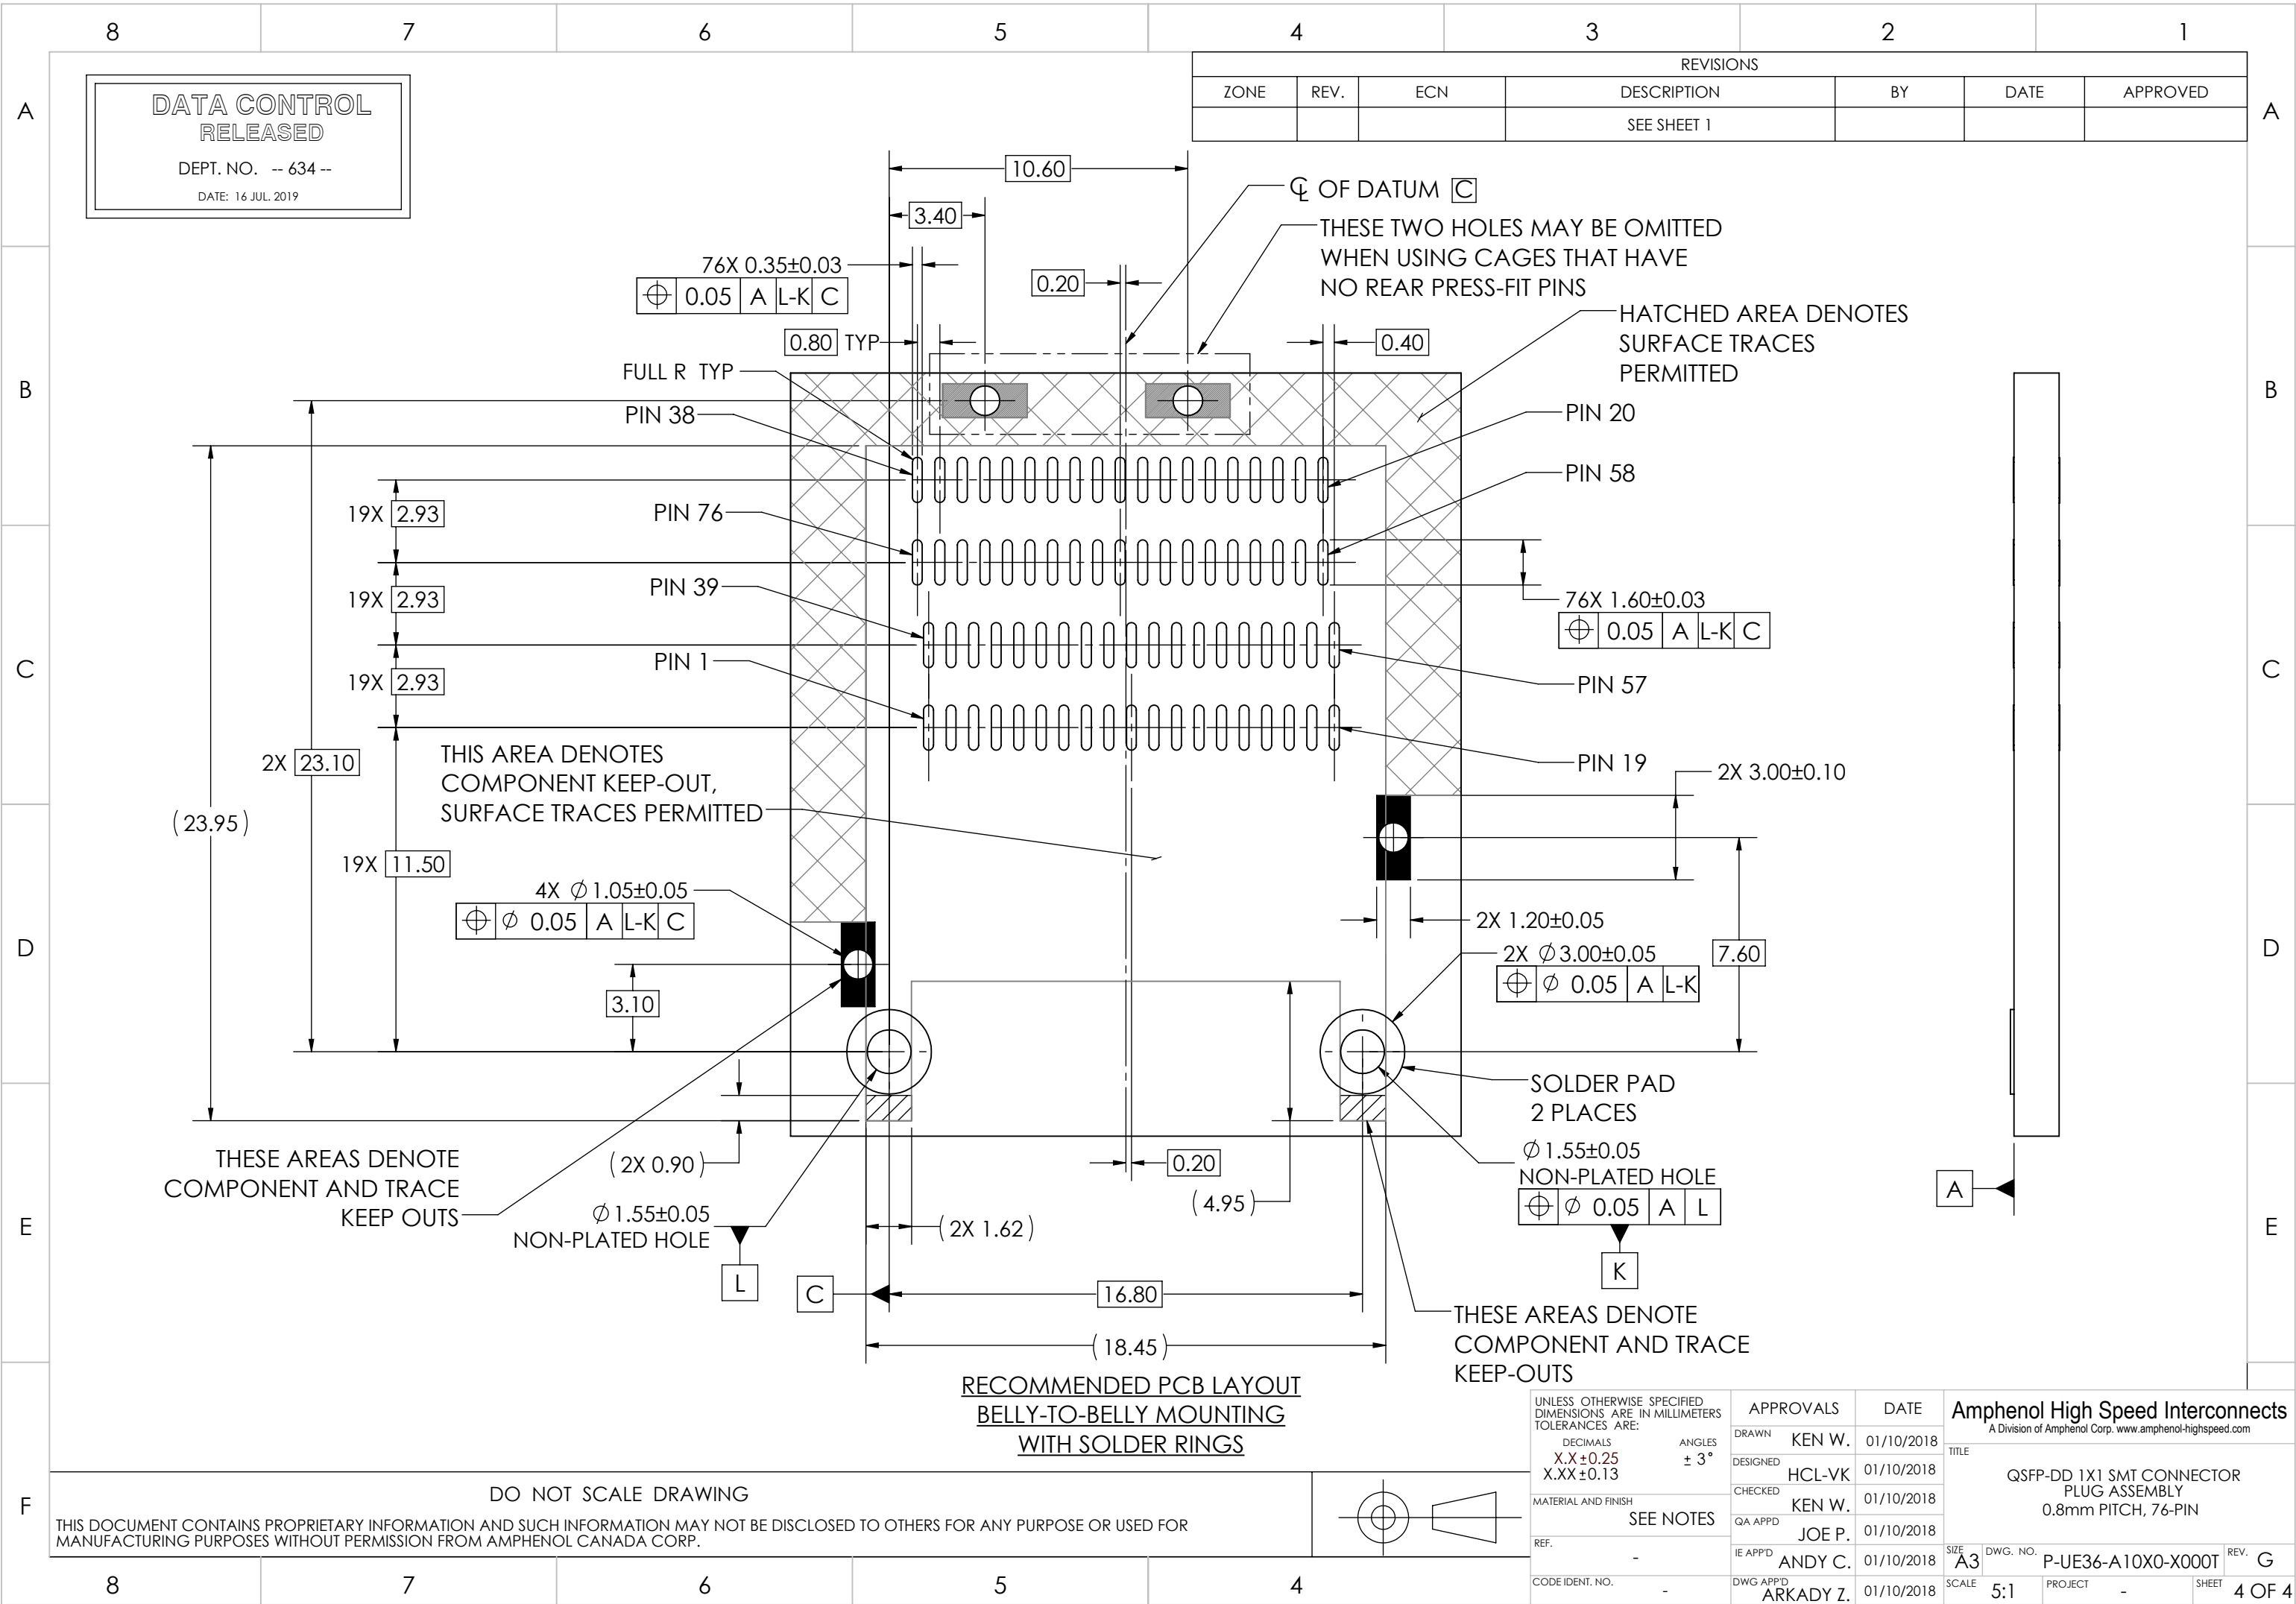 8 7 6 5 4 3 2 1
A
A
DATA CONTROL
RELEASED
DEPT. NO. -- 634 --
DATE: 16 JUL. 2019
REVISIONS
ZONE REV. ECN DESCRIPTION BY DATE APPROVED
SEE SHEET 1
10.60
3.40
℄ OF DATUM C
THESE TWO HOLES MAY BE OMITTED
WHEN USING CAGES THAT HAVE
NO REAR PRESS-FIT PINS
76X 0.35±0.03
⌖ 0.05 A L-K C
0.20
0.80 TYP
0.40
HATCHED AREA DENOTES
SURFACE TRACES
PERMITTED
B
B
FULL R TYP
PIN 38
PIN 20
PIN 58
19X 2.93
PIN 76
PIN 39
19X 2.93
76X 1.60±0.03
⌖ 0.05 A L-K C
C
C
PIN 1
19X 2.93
PIN 57
PIN 19
2X 23.10
THIS AREA DENOTES
COMPONENT KEEP-OUT,
SURFACE TRACES PERMITTED
2X 3.00±0.10
(23.95)
19X 11.50
4X ∅1.05±0.05
⌖ ∅ 0.05 A L-K C
2X 1.20±0.05
D
D
2X ∅3.00±0.05
⌖ ∅ 0.05 A L-K
7.60
3.10
SOLDER PAD
2 PLACES
THESE AREAS DENOTE
COMPONENT AND TRACE
KEEP OUTS
(2X 0.90)
0.20
(4.95)
∅1.55±0.05
NON-PLATED HOLE
⌖ ∅ 0.05 A L
K
A
E
E
∅1.55±0.05
NON-PLATED HOLE
L
(2X 1.62)
C
16.80
(18.45)
THESE AREAS DENOTE
COMPONENT AND TRACE
KEEP-OUTS
RECOMMENDED PCB LAYOUT
BELLY-TO-BELLY MOUNTING
WITH SOLDER RINGS
F
DO NOT SCALE DRAWING
THIS DOCUMENT CONTAINS PROPRIETARY INFORMATION AND SUCH INFORMATION MAY NOT BE DISCLOSED TO OTHERS FOR ANY PURPOSE OR USED FOR
MANUFACTURING PURPOSES WITHOUT PERMISSION FROM AMPHENOL CANADA CORP.
UNLESS OTHERWISE SPECIFIED
DIMENSIONS ARE IN MILLIMETERS
TOLERANCES ARE:
DECIMALS ANGLES
X.X±0.25 ± 3°
X.XX±0.13
MATERIAL AND FINISH
SEE NOTES
REF.
-
CODE IDENT. NO. -
APPROVALS DATE
DRAWN KEN W. 01/10/2018
DESIGNED HCL-VK 01/10/2018
CHECKED KEN W. 01/10/2018
QA APPD JOE P. 01/10/2018
IE APP'D ANDY C. 01/10/2018
DWG APP'D ARKADY Z. 01/10/2018
Amphenol High Speed Interconnects
A Division of Amphenol Corp. www.amphenol-highspeed.com
TITLE
QSFP-DD 1X1 SMT CONNECTOR
PLUG ASSEMBLY
0.8mm PITCH, 76-PIN
SIZE A3 DWG. NO. P-UE36-A10X0-X000T REV. G
SCALE 5:1 PROJECT - SHEET 4 OF 4
8 7 6 5 4